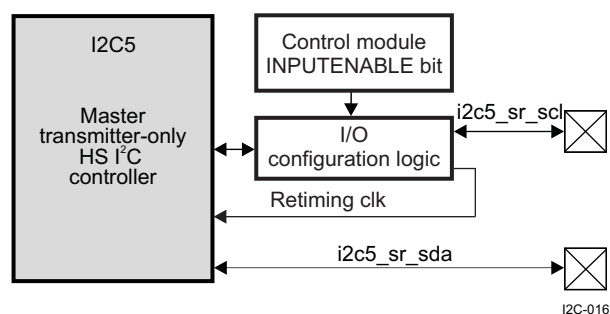 I2C5
Master
transmitter-only
HS I²C
controller
Control module
INPUTENABLE bit
I/O
configuration logic
i2c5_sr_scl
Retiming clk
i2c5_sr_sda
I2C-016